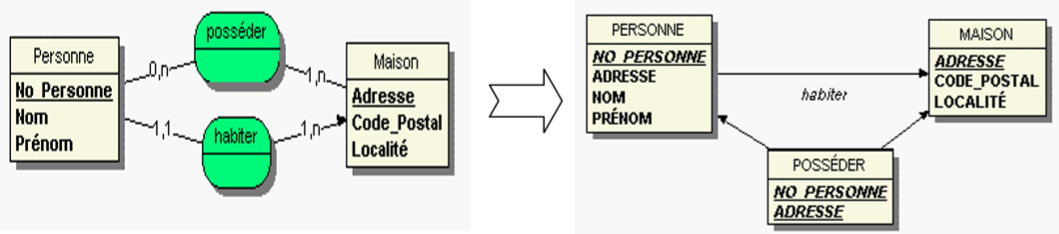 posséder
Personne
No_Personne
Nom
Prénom
0,n
1,n
Maison
Adresse
Code_Postal
Localité
1,1
habiter
1,n
PERSONNE
NO_PERSONNE
ADRESSE
NOM
PRÉNOM
habiter
MAISON
ADRESSE
CODE_POSTAL
LOCALITÉ
POSSÉDER
NO_PERSONNE
ADRESSE